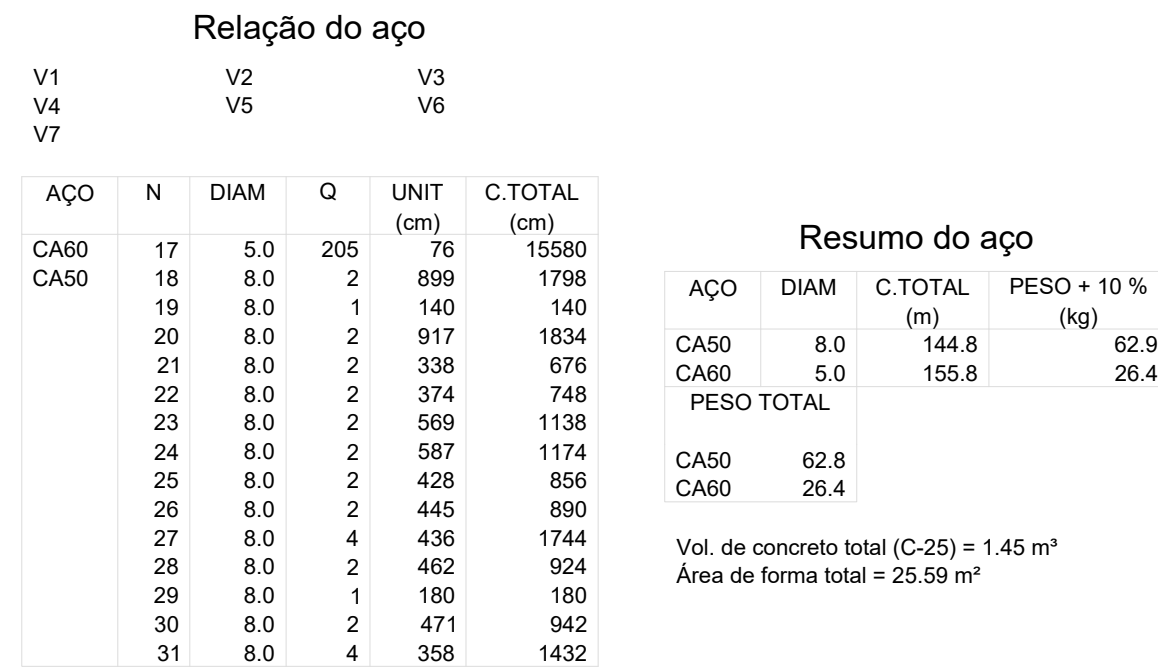 Relação do aço
V1 V2 V3
V4 V5 V6
V7
AÇO N DIAM Q UNIT C.TOTAL
(cm) (cm)
CA60 17 5.0 205 76 15580
CA50 18 8.0 2 899 1798
19 8.0 1 140 140
20 8.0 2 917 1834
21 8.0 2 338 676
22 8.0 2 374 748
23 8.0 2 569 1138
24 8.0 2 587 1174
25 8.0 2 428 856
26 8.0 2 445 890
27 8.0 4 436 1744
28 8.0 2 462 924
29 8.0 1 180 180
30 8.0 2 471 942
31 8.0 4 358 1432
Resumo do aço
AÇO DIAM C.TOTAL PESO + 10 %
(m) (kg)
CA50 8.0 144.8 62.9
CA60 5.0 155.8 26.4
PESO TOTAL
CA50 62.8
CA60 26.4
Vol. de concreto total (C-25) = 1.45 m³
Área de forma total = 25.59 m²